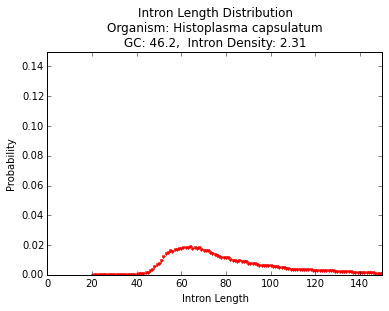 Intron Length Distribution
Organism: Histoplasma capsulatum
GC: 46.2,  Intron Density: 2.31
0.14
0.12
0.10
0.08
0.06
0.04
0.02
0.00
Probability
0 20 40 60 80 100 120 140
Intron Length